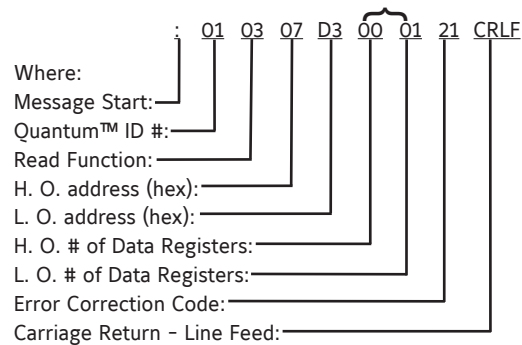 : 01 03 07 D3 00 01 21 CRLF
Where:
Message Start:
Quantum™ ID #:
Read Function:
H. O. address (hex):
L. O. address (hex):
H. O. # of Data Registers:
L. O. # of Data Registers:
Error Correction Code:
Carriage Return - Line Feed: